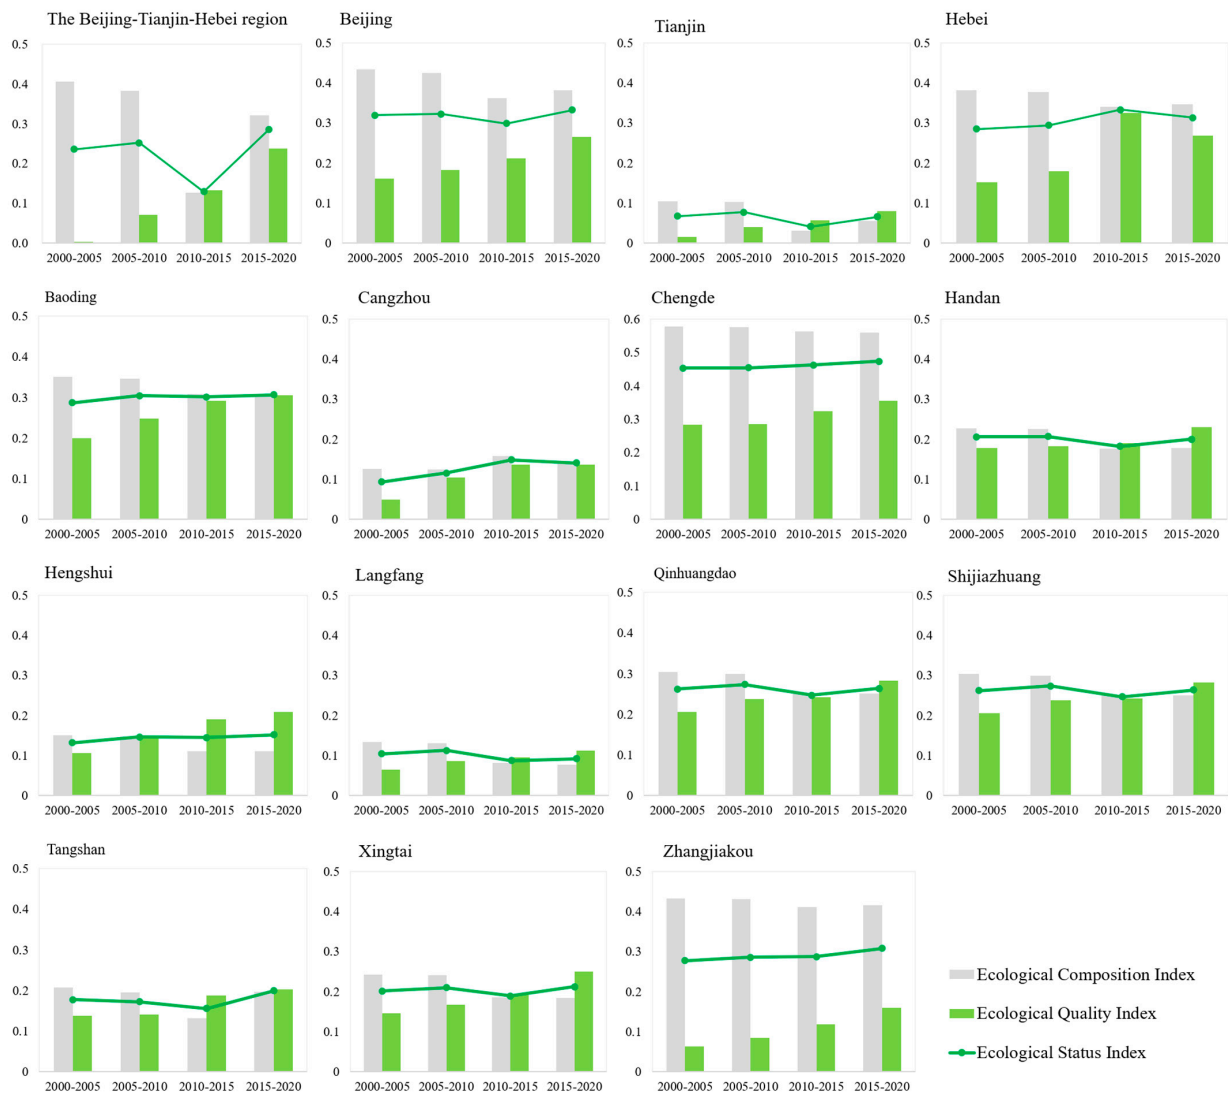 The Beijing-Tianjin-Hebei region
0.5
0.4
0.3
0.2
0.1
0.0
2000-2005 2005-2010 2010-2015 2015-2020
Beijing
0.5
0.4
0.3
0.2
0.1
0
2000-2005 2005-2010 2010-2015 2015-2020
Tianjin
0.5
0.4
0.3
0.2
0.1
0
2000-2005 2005-2010 2010-2015 2015-2020
Hebei
0.5
0.4
0.3
0.2
0.1
0
2000-2005 2005-2010 2010-2015 2015-2020
Baoding
0.5
0.4
0.3
0.2
0.1
0
2000-2005 2005-2010 2010-2015 2015-2020
Cangzhou
0.5
0.4
0.3
0.2
0.1
0
2000-2005 2005-2010 2010-2015 2015-2020
Chengde
0.6
0.5
0.4
0.3
0.2
0.1
0
2000-2005 2005-2010 2010-2015 2015-2020
Handan
0.5
0.4
0.3
0.2
0.1
0
2000-2005 2005-2010 2010-2015 2015-2020
Hengshui
0.5
0.4
0.3
0.2
0.1
0
2000-2005 2005-2010 2010-2015 2015-2020
Langfang
0.5
0.4
0.3
0.2
0.1
0
2000-2005 2005-2010 2010-2015 2015-2020
Qinhuangdao
0.5
0.4
0.3
0.2
0.1
0
2000-2005 2005-2010 2010-2015 2015-2020
Shijiazhuang
0.5
0.4
0.3
0.2
0.1
0
2000-2005 2005-2010 2010-2015 2015-2020
Tangshan
0.5
0.4
0.3
0.2
0.1
0
2000-2005 2005-2010 2010-2015 2015-2020
Xingtai
0.5
0.4
0.3
0.2
0.1
0
2000-2005 2005-2010 2010-2015 2015-2020
Zhangjiakou
0.5
0.4
0.3
0.2
0.1
0
2000-2005 2005-2010 2010-2015 2015-2020
Ecological Composition Index
Ecological Quality Index
Ecological Status Index